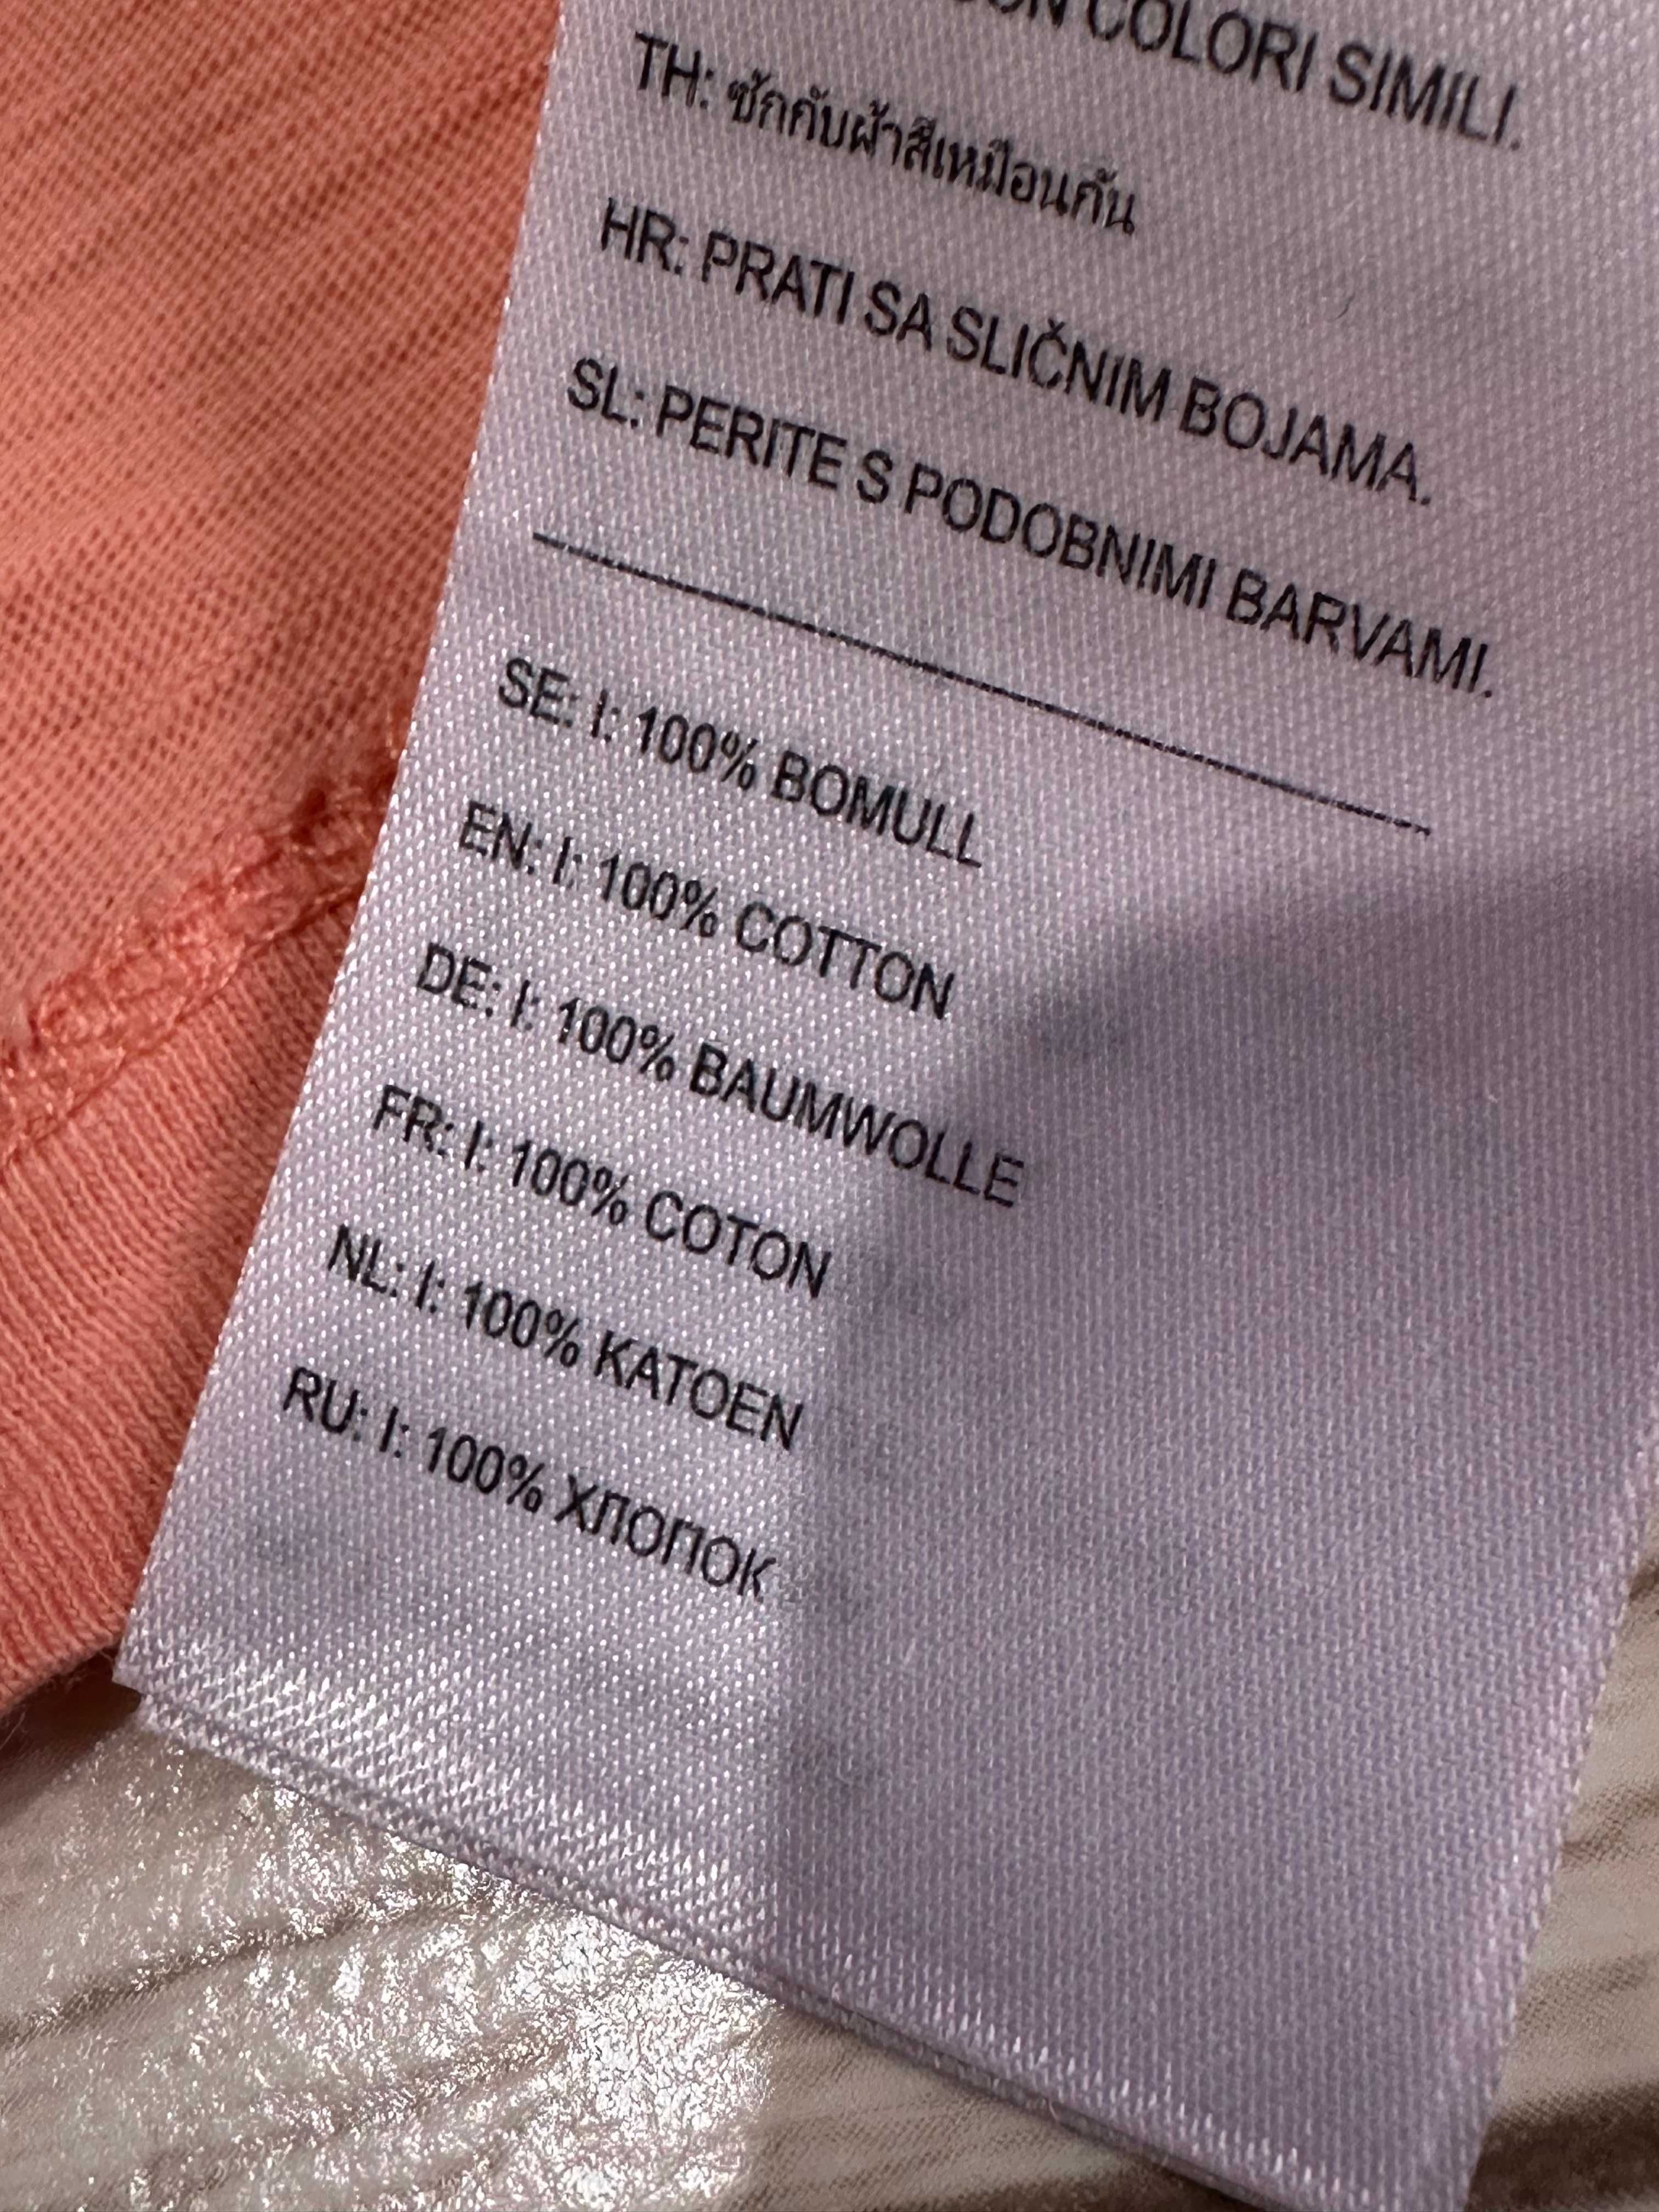 COLORI SIMILI.
TH: ซักกับผ้าสีเหมือนกัน
HR: PRATI SA SLIČNIM BOJAMA.
SL: PERITE S PODOBNIMI BARVAMI.
SE: I: 100% BOMULL
EN: I: 100% COTTON
DE: I: 100% BAUMWOLLE
FR: I: 100% COTON
NL: I: 100% KATOEN
RU: I: 100% ХЛОПОК